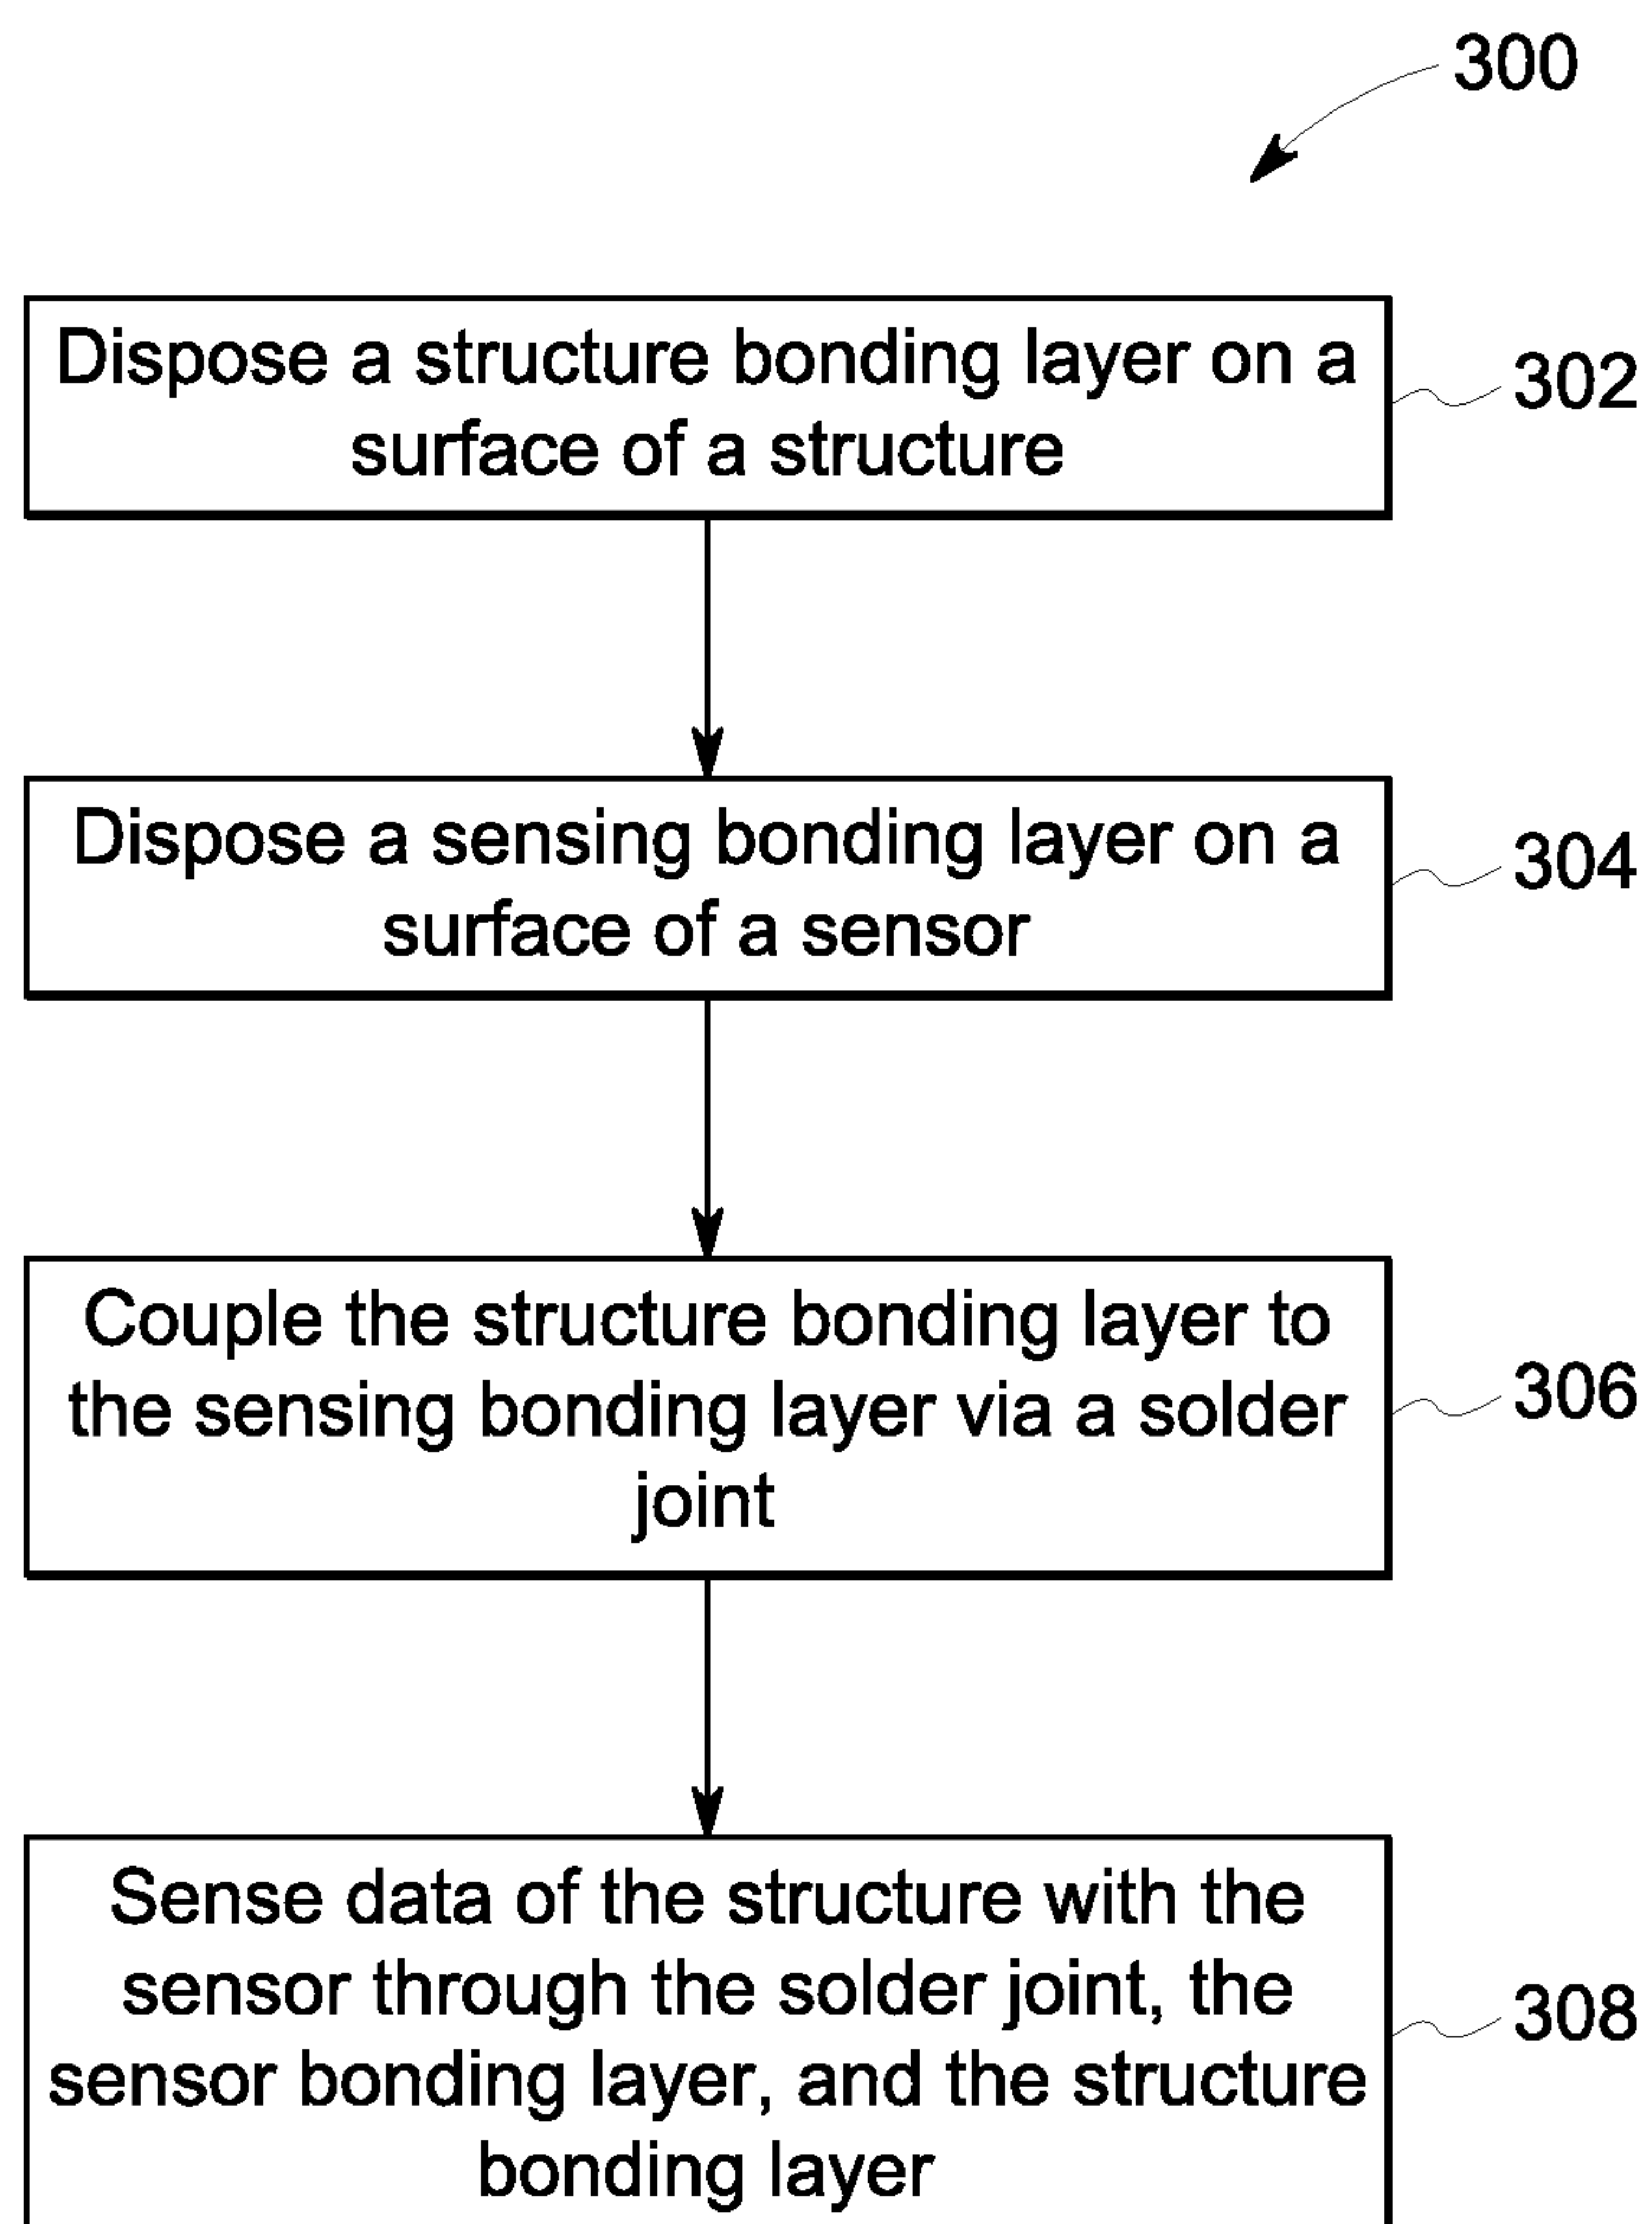 300
Dispose a structure bonding layer on a
surface of a structure
302
Dispose a sensing bonding layer on a
surface of a sensor
304
Couple the structure bonding layer to
the sensing bonding layer via a solder
joint
306
Sense data of the structure with the
sensor through the solder joint, the
sensor bonding layer, and the structure
bonding layer
308